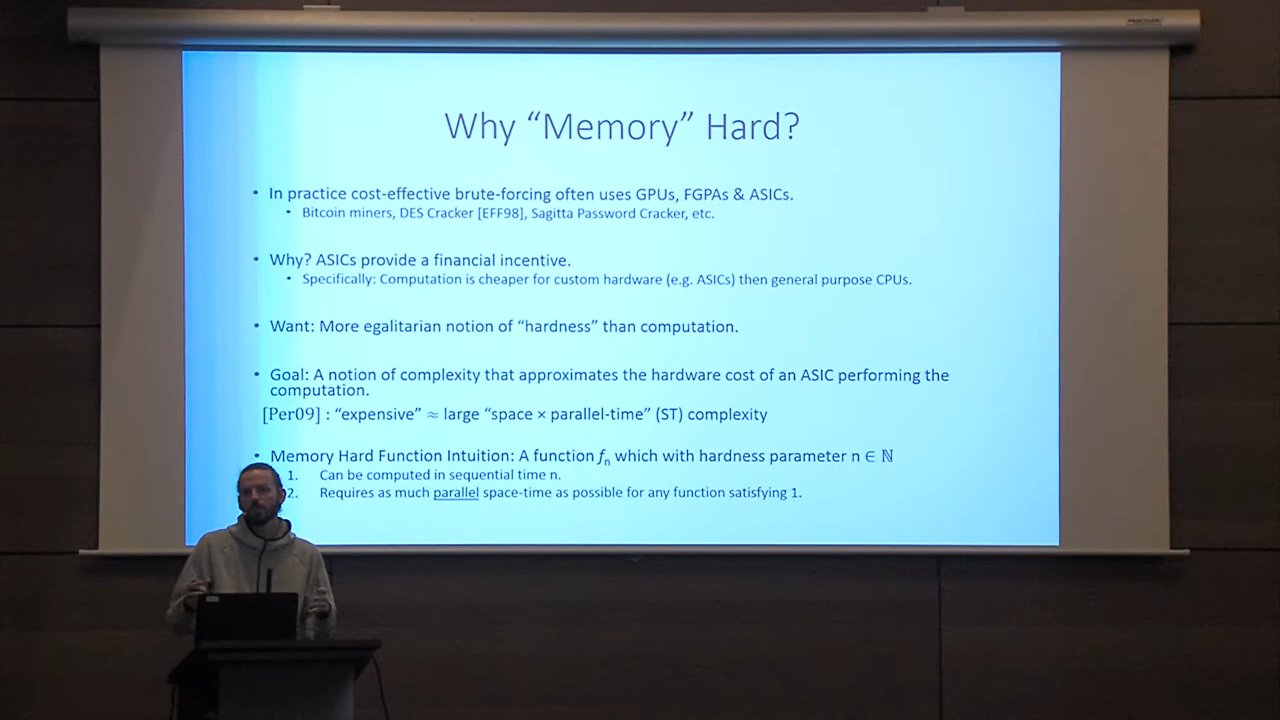 Why “Memory” Hard?
• In practice cost-effective brute-forcing often uses GPUs, FGPAs & ASICs.
• Bitcoin miners, DES Cracker [EFF98], Sagitta Password Cracker, etc.
• Why? ASICs provide a financial incentive.
• Specifically: Computation is cheaper for custom hardware (e.g. ASICs) then general purpose CPUs.
• Want: More egalitarian notion of “hardness” than computation.
• Goal: A notion of complexity that approximates the hardware cost of an ASIC performing the
computation.
[Per09] : “expensive” ≈ large “space × parallel-time” (ST) complexity
• Memory Hard Function Intuition: A function fₙ which with hardness parameter n ∈ ℕ
1. Can be computed in sequential time n.
2. Requires as much parallel space-time as possible for any function satisfying 1.